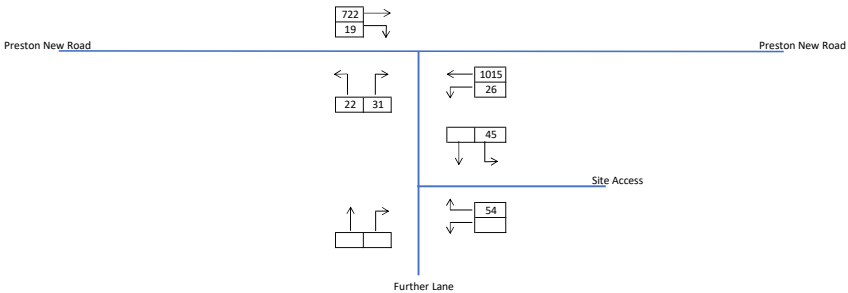 722
19
Preston New Road
Preston New Road
1015
26
22 31
45
Site Access
54
Further Lane